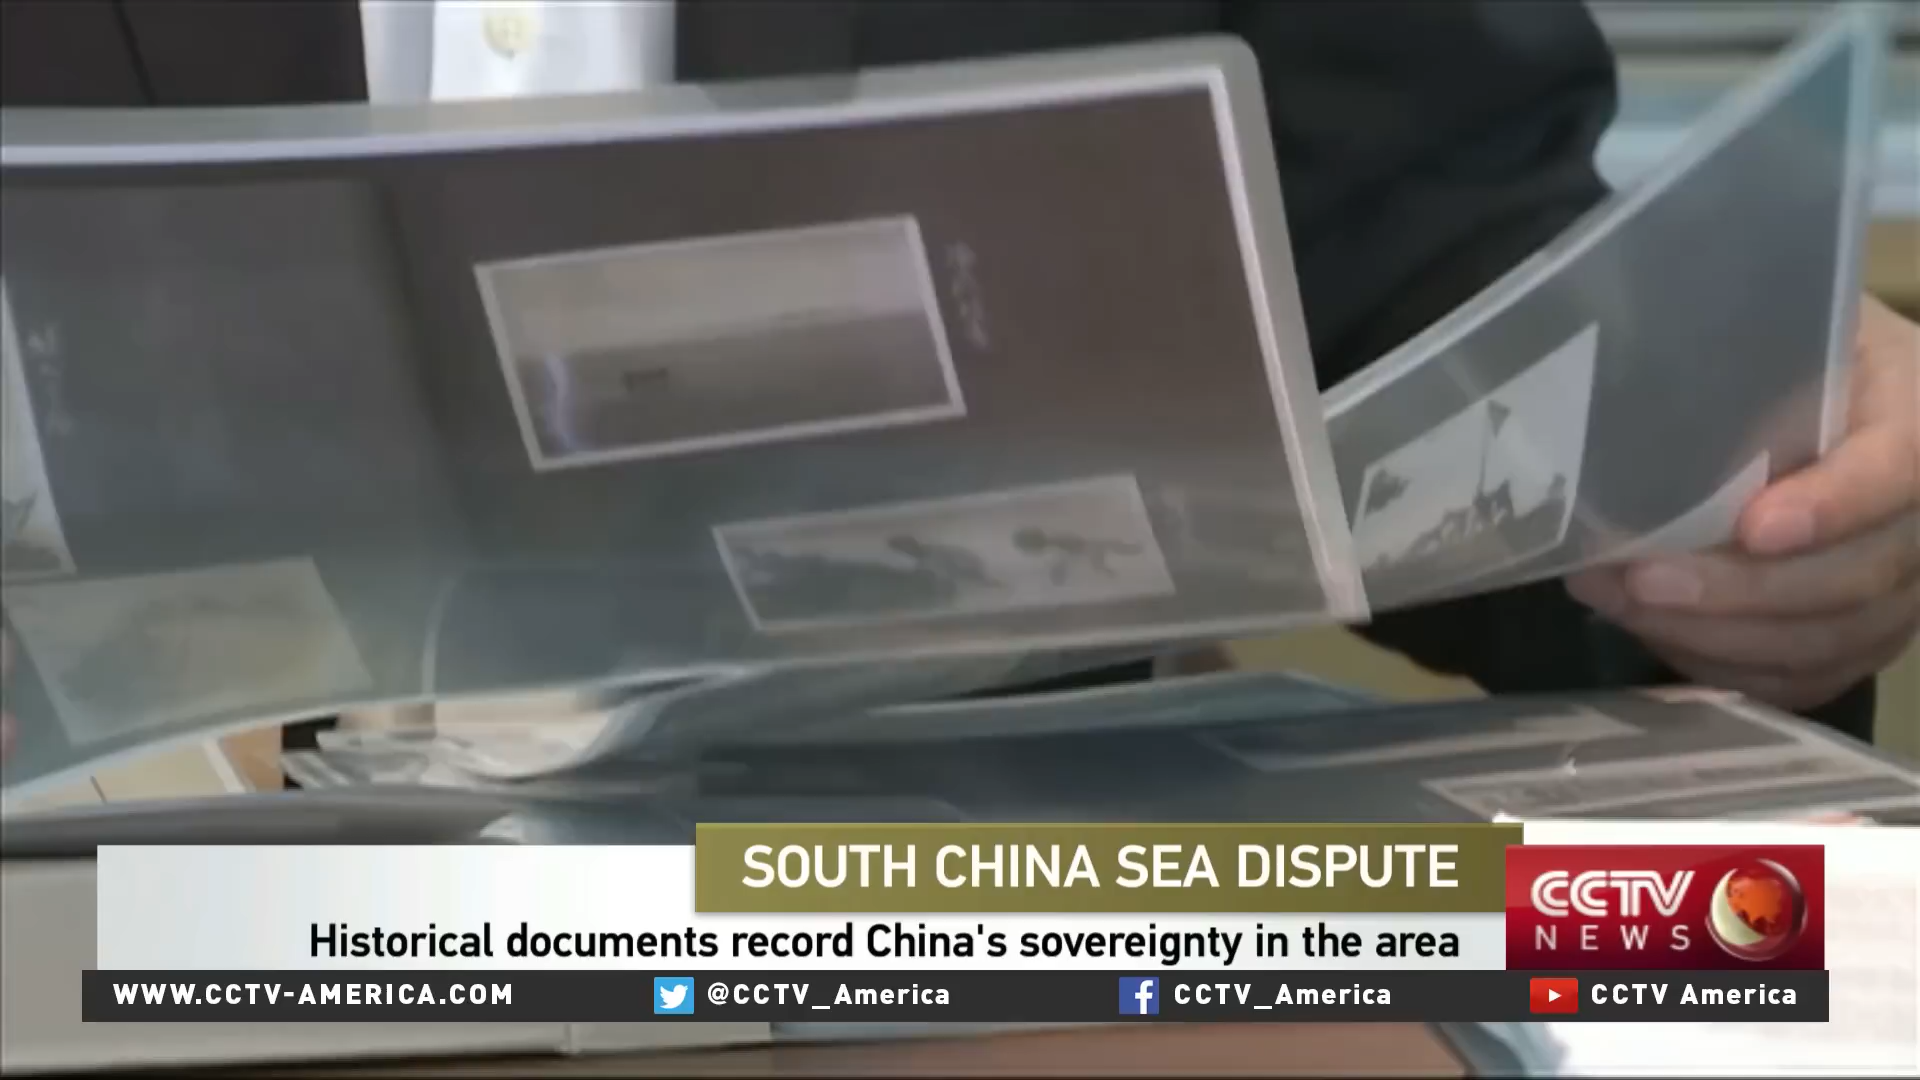 SOUTH CHINA SEA DISPUTE
Historical documents record China's sovereignty in the area
CCTV
NEWS
WWW.CCTV-AMERICA.COM
@CCTV_America
CCTV_America
CCTV America